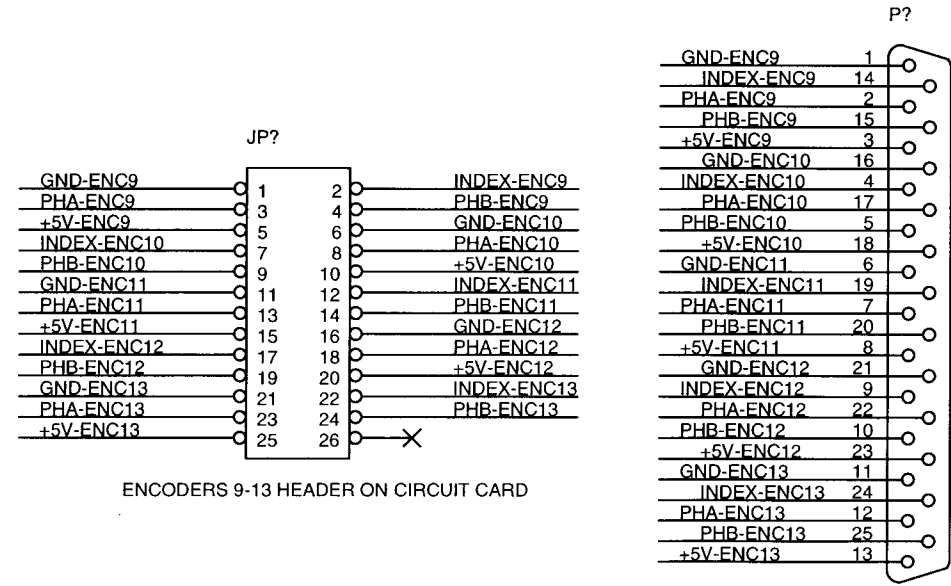 JP?
GND-ENC9 1 2 INDEX-ENC9
PHA-ENC9 3 4 PHB-ENC9
+5V-ENC9 5 6 GND-ENC10
INDEX-ENC10 7 8 PHA-ENC10
PHB-ENC10 9 10 +5V-ENC10
GND-ENC11 11 12 INDEX-ENC11
PHA-ENC11 13 14 PHB-ENC11
+5V-ENC11 15 16 GND-ENC12
INDEX-ENC12 17 18 PHA-ENC12
PHB-ENC12 19 20 +5V-ENC12
GND-ENC13 21 22 INDEX-ENC13
PHA-ENC13 23 24 PHB-ENC13
+5V-ENC13 25 26
ENCODERS 9-13 HEADER ON CIRCUIT CARD
P?
GND-ENC9 1
INDEX-ENC9 14
PHA-ENC9 2
PHB-ENC9 15
+5V-ENC9 3
GND-ENC10 16
INDEX-ENC10 4
PHA-ENC10 17
PHB-ENC10 5
+5V-ENC10 18
GND-ENC11 6
INDEX-ENC11 19
PHA-ENC11 7
PHB-ENC11 20
+5V-ENC11 8
GND-ENC12 21
INDEX-ENC12 9
PHA-ENC12 22
PHB-ENC12 10
+5V-ENC12 23
GND-ENC13 11
INDEX-ENC13 24
PHA-ENC13 12
PHB-ENC13 25
+5V-ENC13 13